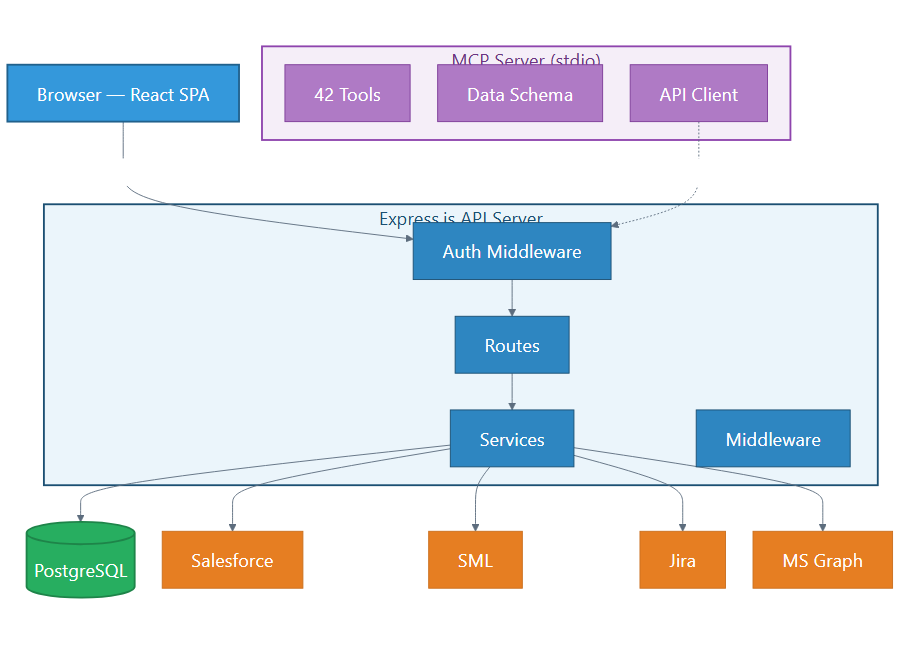 MCP Server (stdio)
Browser — React SPA
42 Tools
Data Schema
API Client
Express.js API Server
Auth Middleware
Routes
Services
Middleware
PostgreSQL
Salesforce
SML
Jira
MS Graph